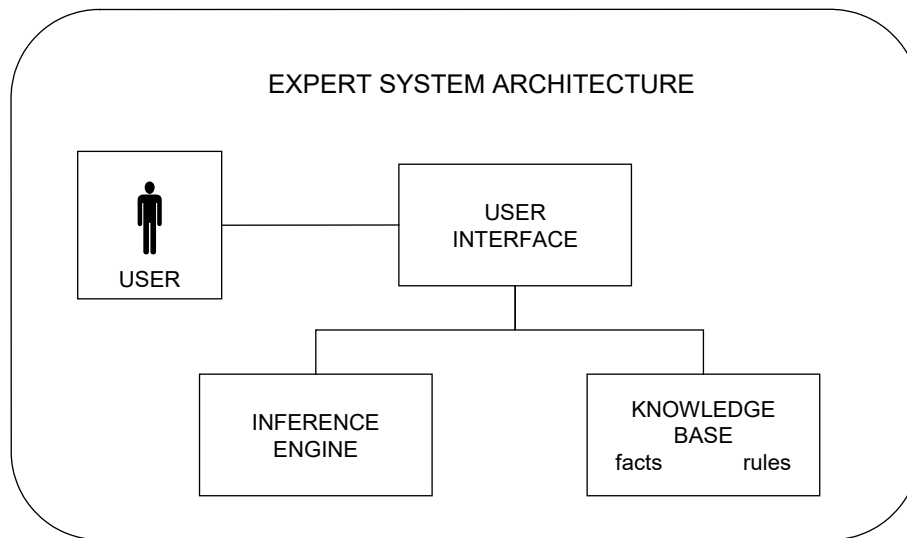 EXPERT SYSTEM ARCHITECTURE
USER
USER
INTERFACE
INFERENCE
ENGINE
KNOWLEDGE
BASE
facts rules